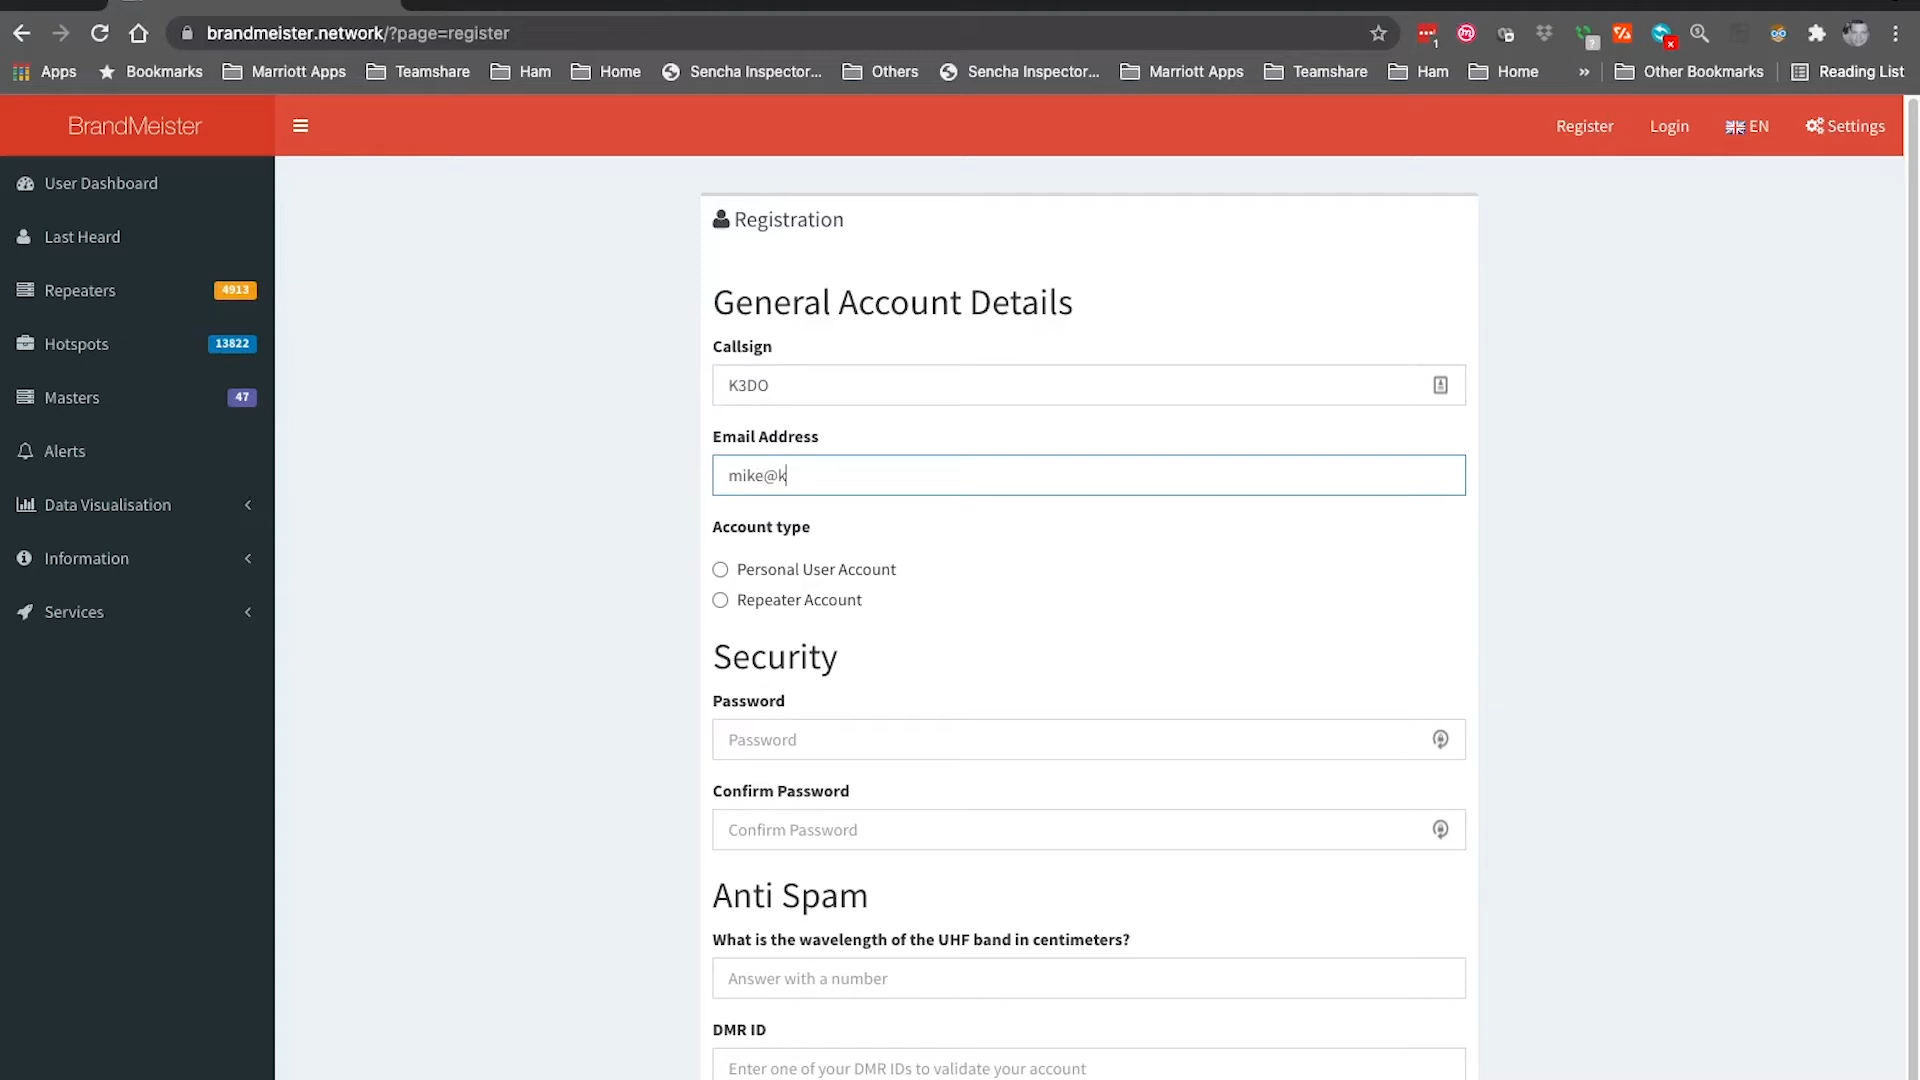 brandmeister.network/?page=register
1
?
x
Apps
Bookmarks
Marriott Apps
Teamshare
Ham
Home
Sencha Inspector...
Others
Sencha Inspector...
Marriott Apps
Teamshare
Ham
Home
»
Other Bookmarks
Reading List
BrandMeister
Register
Login
EN
Settings
User Dashboard
Last Heard
Repeaters 4913
Hotspots 13822
Masters 47
Alerts
Data Visualisation
Information
Services
Registration
General Account Details
Callsign
K3DO
Email Address
mike@k
Account type
Personal User Account
Repeater Account
Security
Password
Password
Confirm Password
Confirm Password
Anti Spam
What is the wavelength of the UHF band in centimeters?
Answer with a number
DMR ID
Enter one of your DMR IDs to validate your account